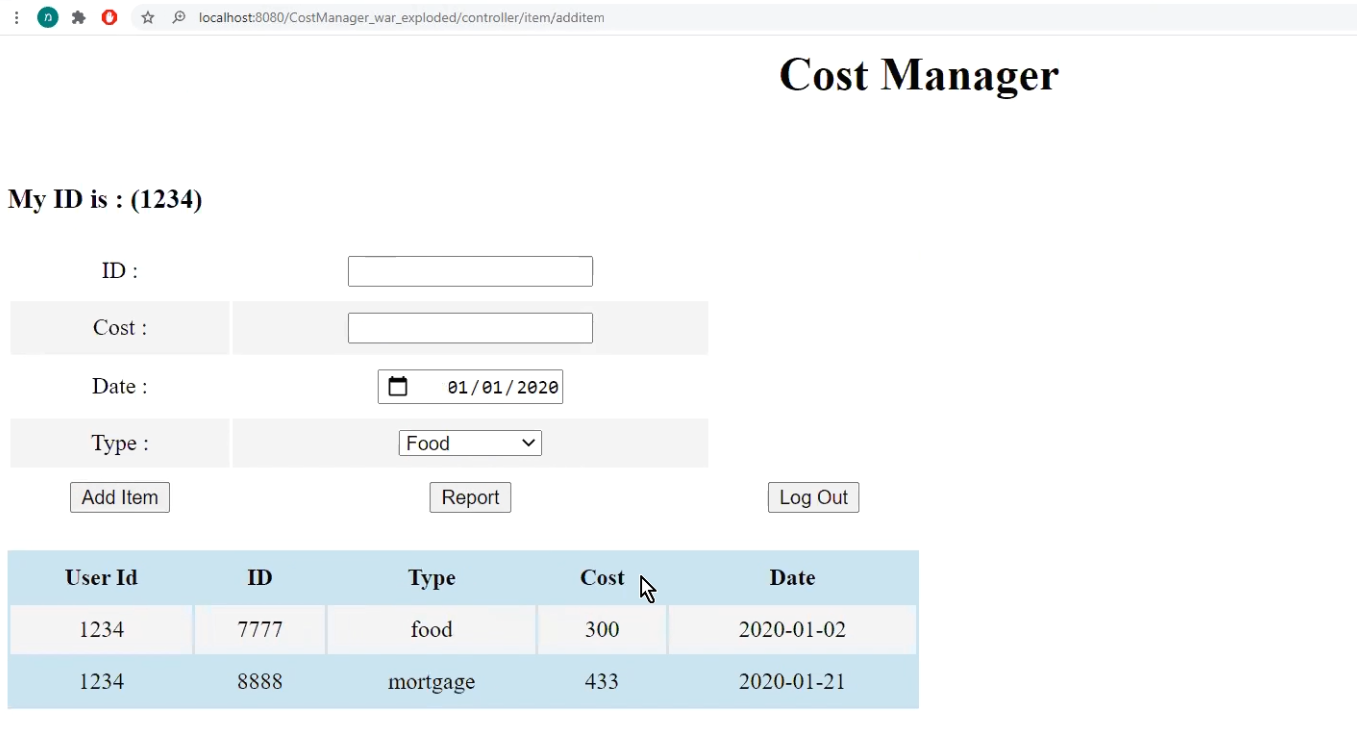 localhost:8080/CostManager_war_exploded/controller/item/additem
Cost Manager
My ID is : (1234)
ID :
Cost :
Date : 01/01/2020
Type : Food
Add Item Report Log Out
User Id ID Type Cost Date
1234 7777 food 300 2020-01-02
1234 8888 mortgage 433 2020-01-21